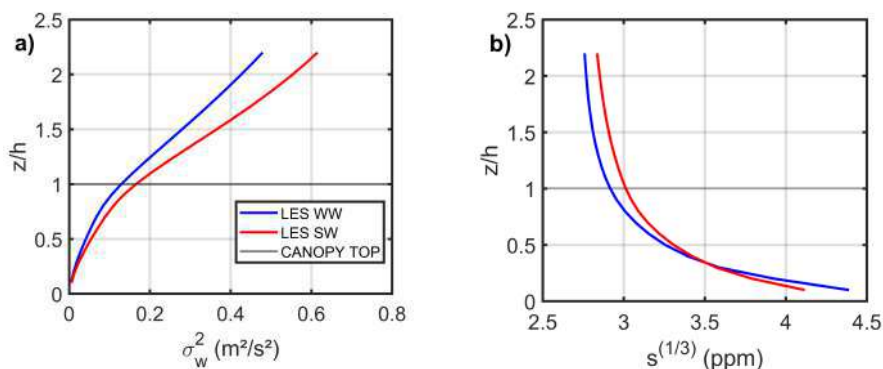 a)
z/h
2.5
2
1.5
1
0.5
0
0 0.2 0.4 0.6 0.8
σ_w^2 (m²/s²)
LES WW
LES SW
CANOPY TOP
b)
z/h
2.5
2
1.5
1
0.5
0
2.5 3 3.5 4 4.5
s^(1/3) (ppm)